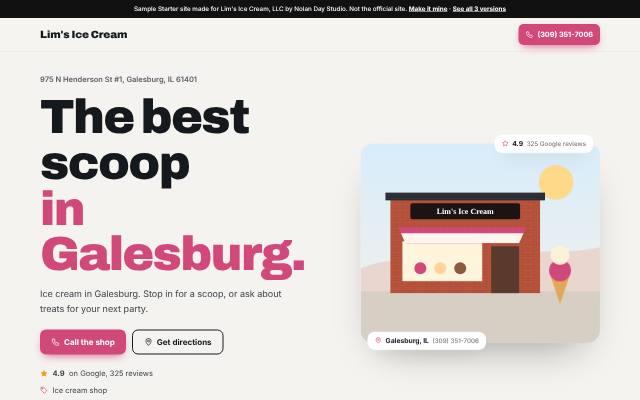 Sample Starter site made for Lim's Ice Cream, LLC by Nolan Day Studio. Not the official site. Make it mine · See all 3 versions
Lim's Ice Cream
(309) 351-7006
975 N Henderson St #1, Galesburg, IL 61401
The best
scoop
in
Galesburg.
Ice cream in Galesburg. Stop in for a scoop, or ask about
treats for your next party.
Call the shop
Get directions
4.9 on Google, 325 reviews
Ice cream shop
4.9 325 Google reviews
Lim's Ice Cream
Galesburg, IL (309) 351-7006